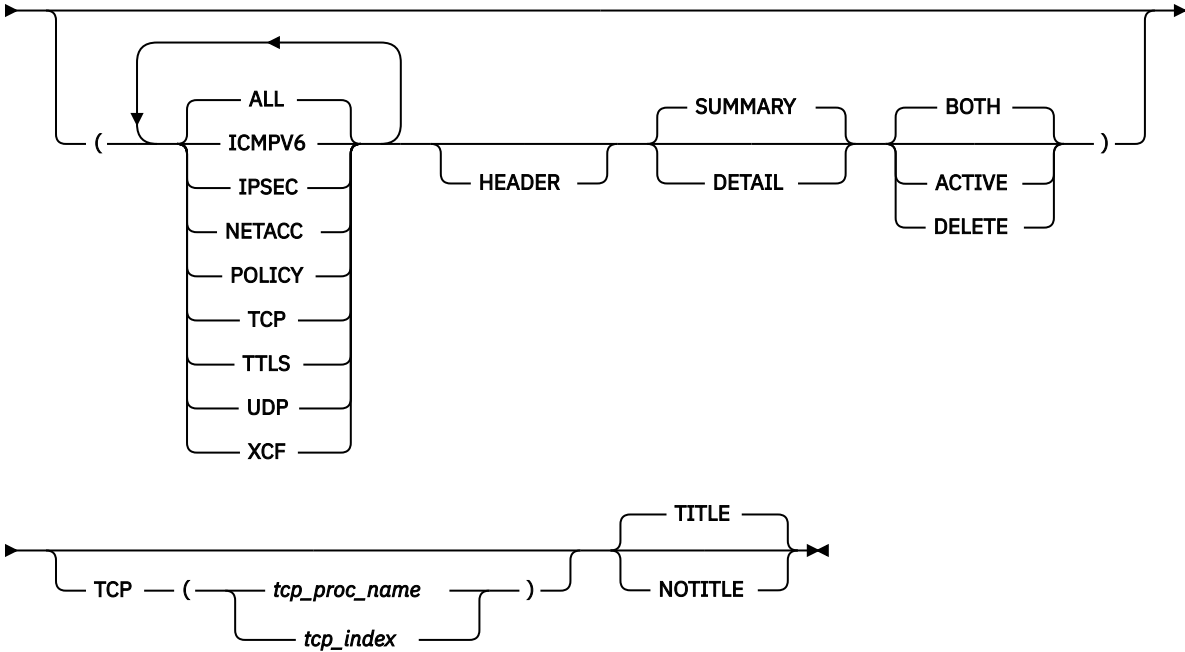 ALL
SUMMARY
BOTH
( ICMPV6 )
IPSEC
HEADER
DETAIL
ACTIVE
NETACC
DELETE
POLICY
TCP
TTLS
UDP
XCF
TITLE
TCP ( tcp_proc_name )
NOTITLE
tcp_index